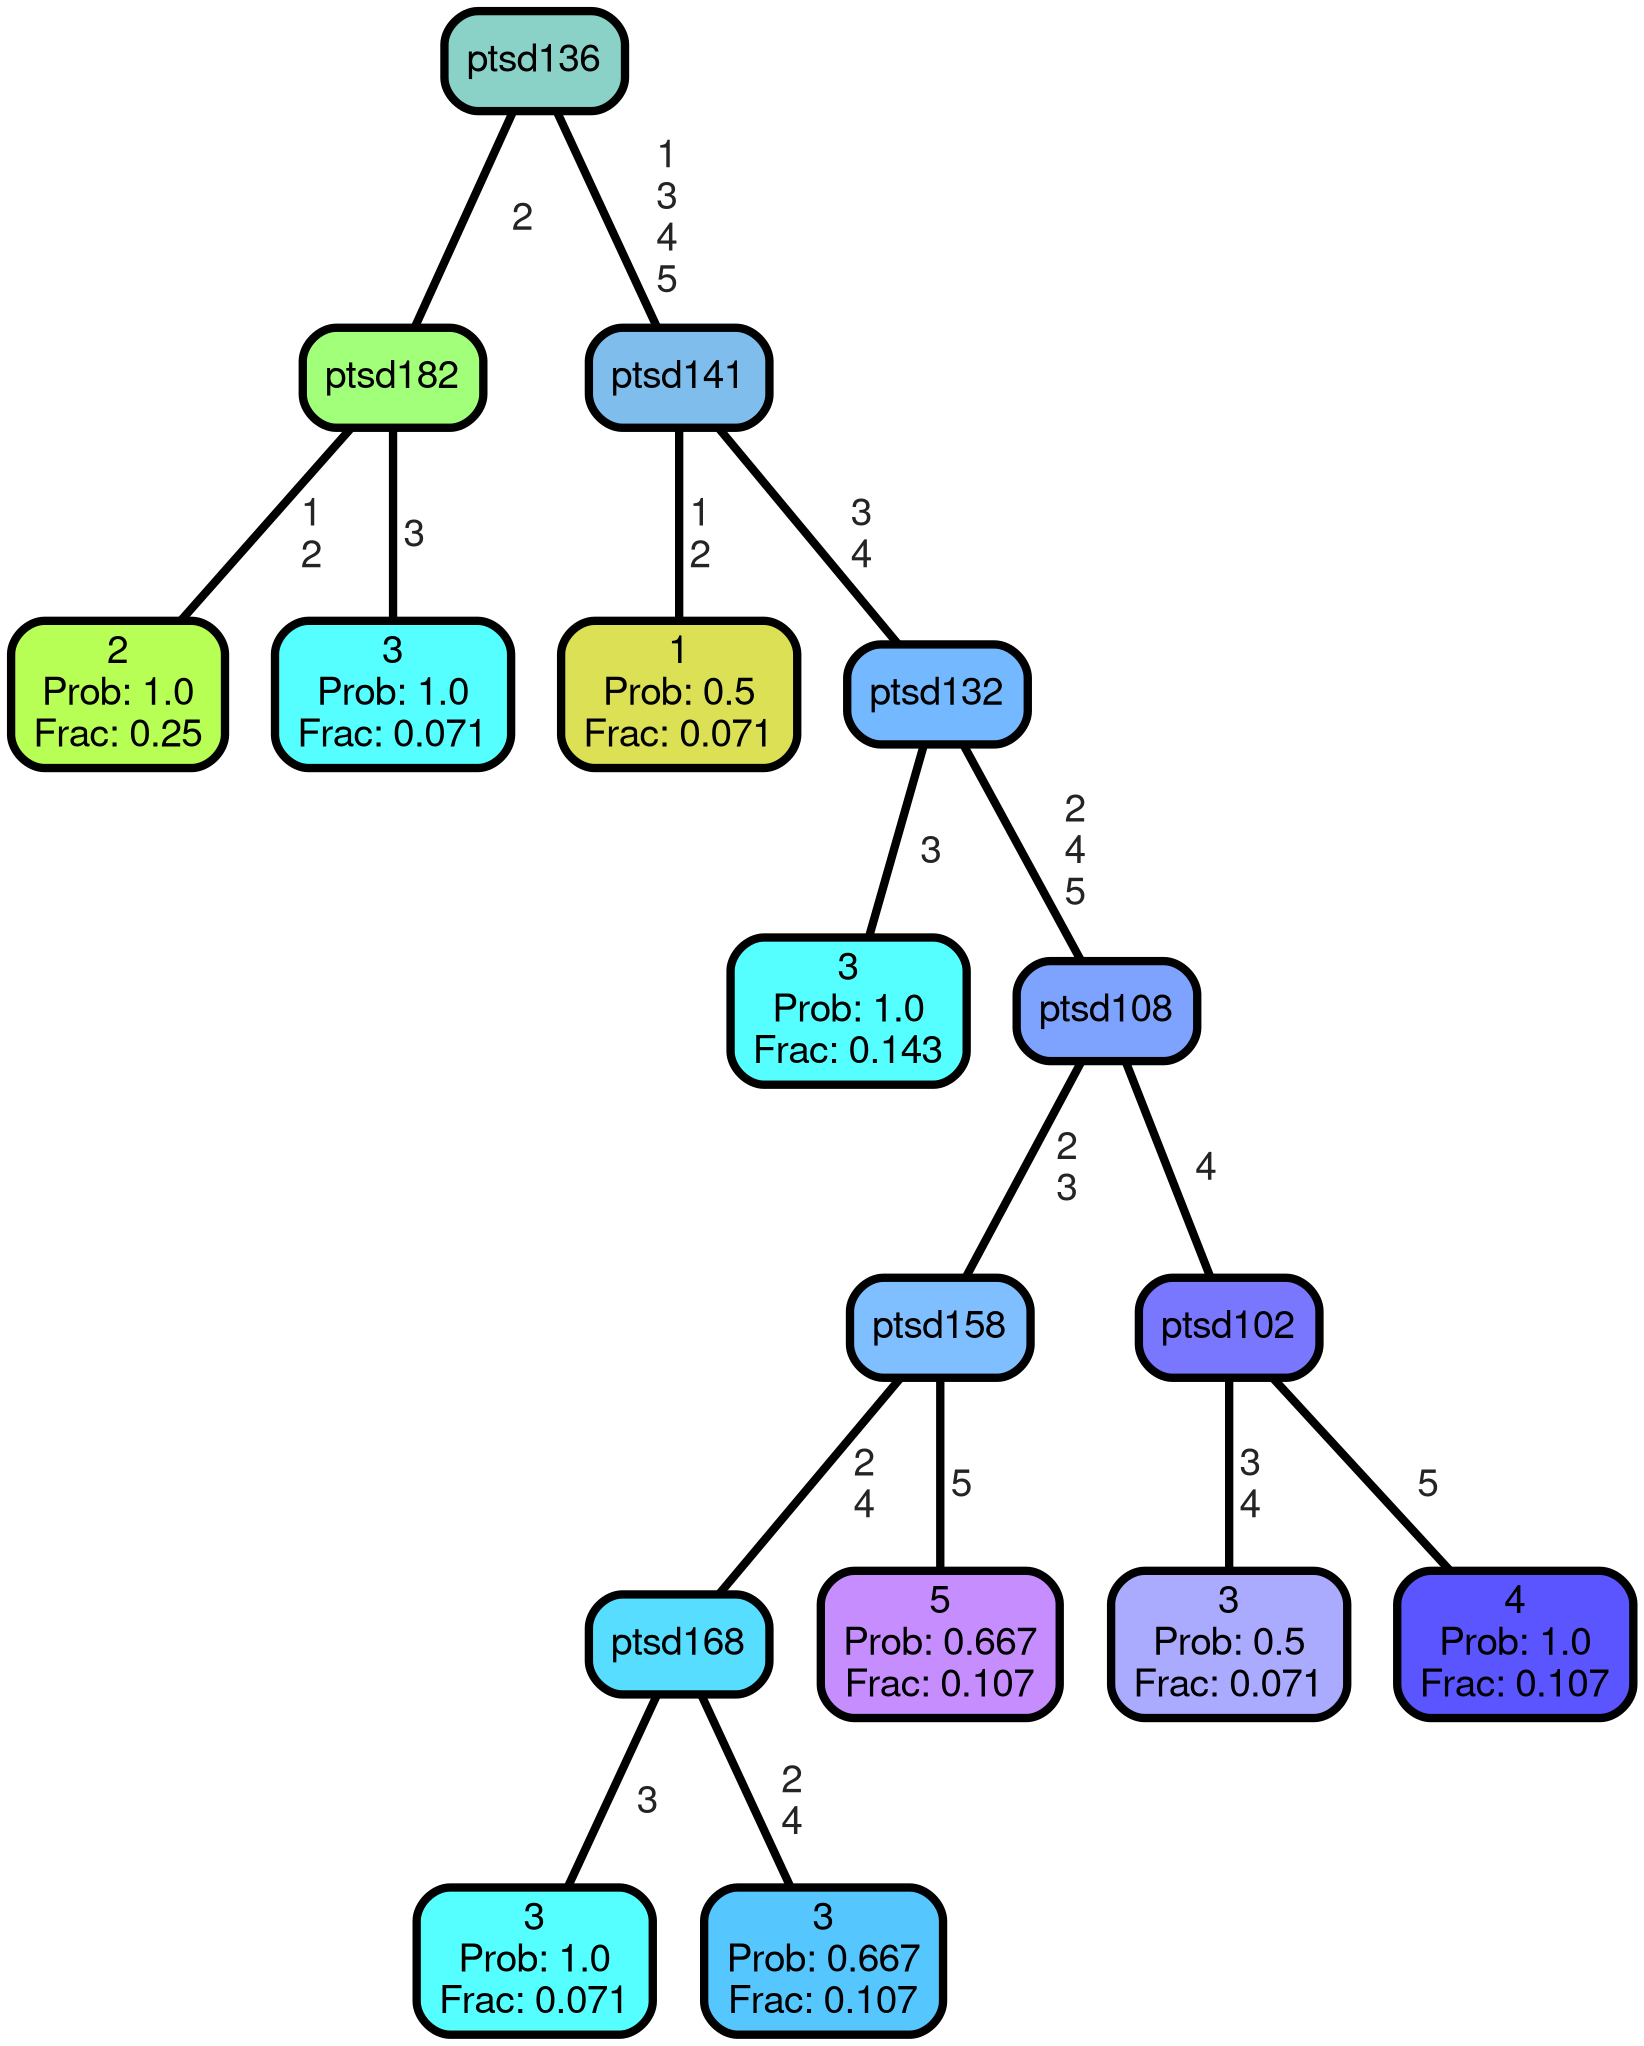 ptsd136
2
1
3
4
5
ptsd182
ptsd141
1
2
3
1
2
3
4
2
Prob: 1.0
Frac: 0.25
3
Prob: 1.0
Frac: 0.071
1
Prob: 0.5
Frac: 0.071
ptsd132
3
2
4
5
3
Prob: 1.0
Frac: 0.143
ptsd108
2
3
4
ptsd158
ptsd102
2
4
5
3
4
5
ptsd168
5
Prob: 0.667
Frac: 0.107
3
Prob: 0.5
Frac: 0.071
4
Prob: 1.0
Frac: 0.107
3
2
4
3
Prob: 1.0
Frac: 0.071
3
Prob: 0.667
Frac: 0.107